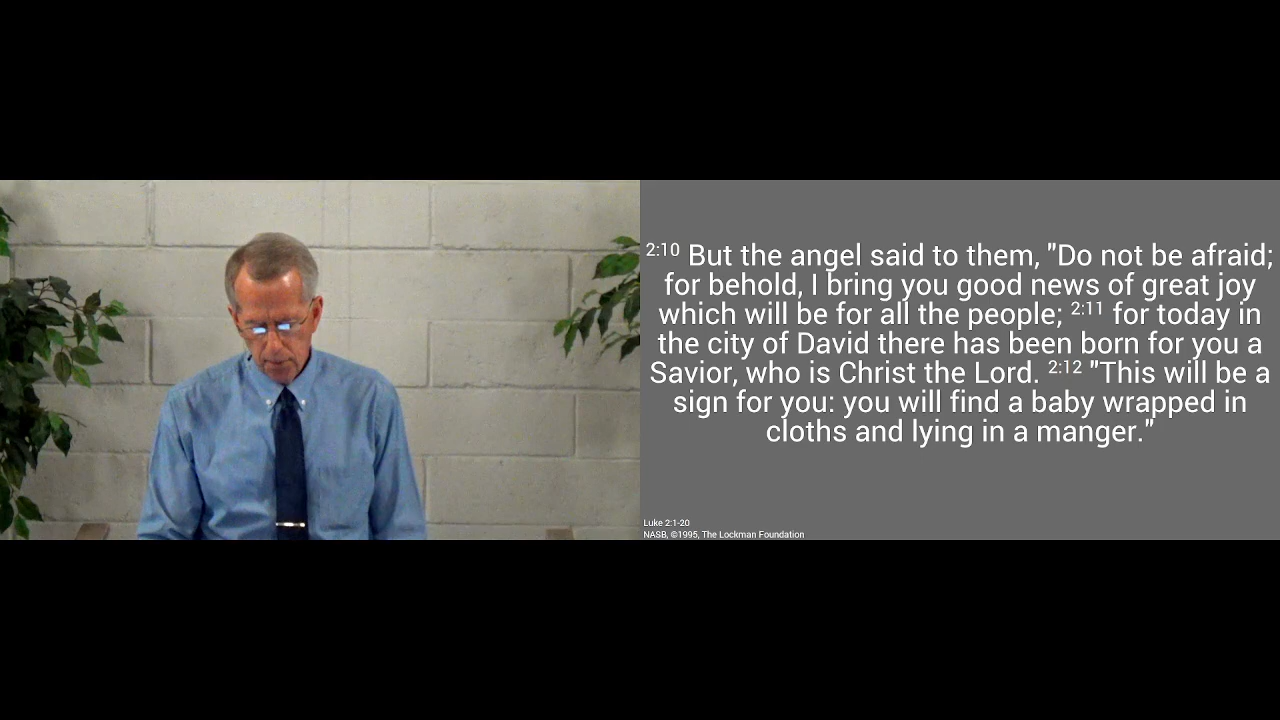 2:10 But the angel said to them, "Do not be afraid;
for behold, I bring you good news of great joy
which will be for all the people; 2:11 for today in
the city of David there has been born for you a
Savior, who is Christ the Lord. 2:12 "This will be a
sign for you: you will find a baby wrapped in
cloths and lying in a manger."
Luke 2:1-20
NASB, ©1995, The Lockman Foundation